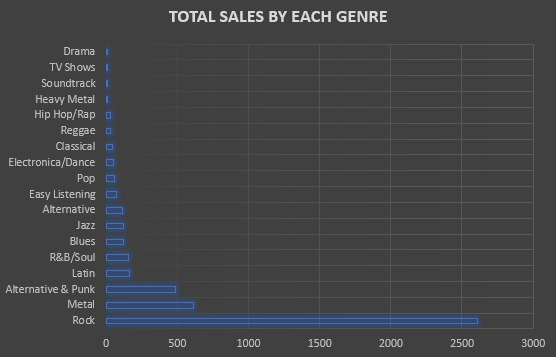 TOTAL SALES BY EACH GENRE
Drama
TV Shows
Soundtrack
Heavy Metal
Hip Hop/Rap
Reggae
Classical
Electronica/Dance
Pop
Easy Listening
Alternative
Jazz
Blues
R&B/Soul
Latin
Alternative & Punk
Metal
Rock
0 500 1000 1500 2000 2500 3000